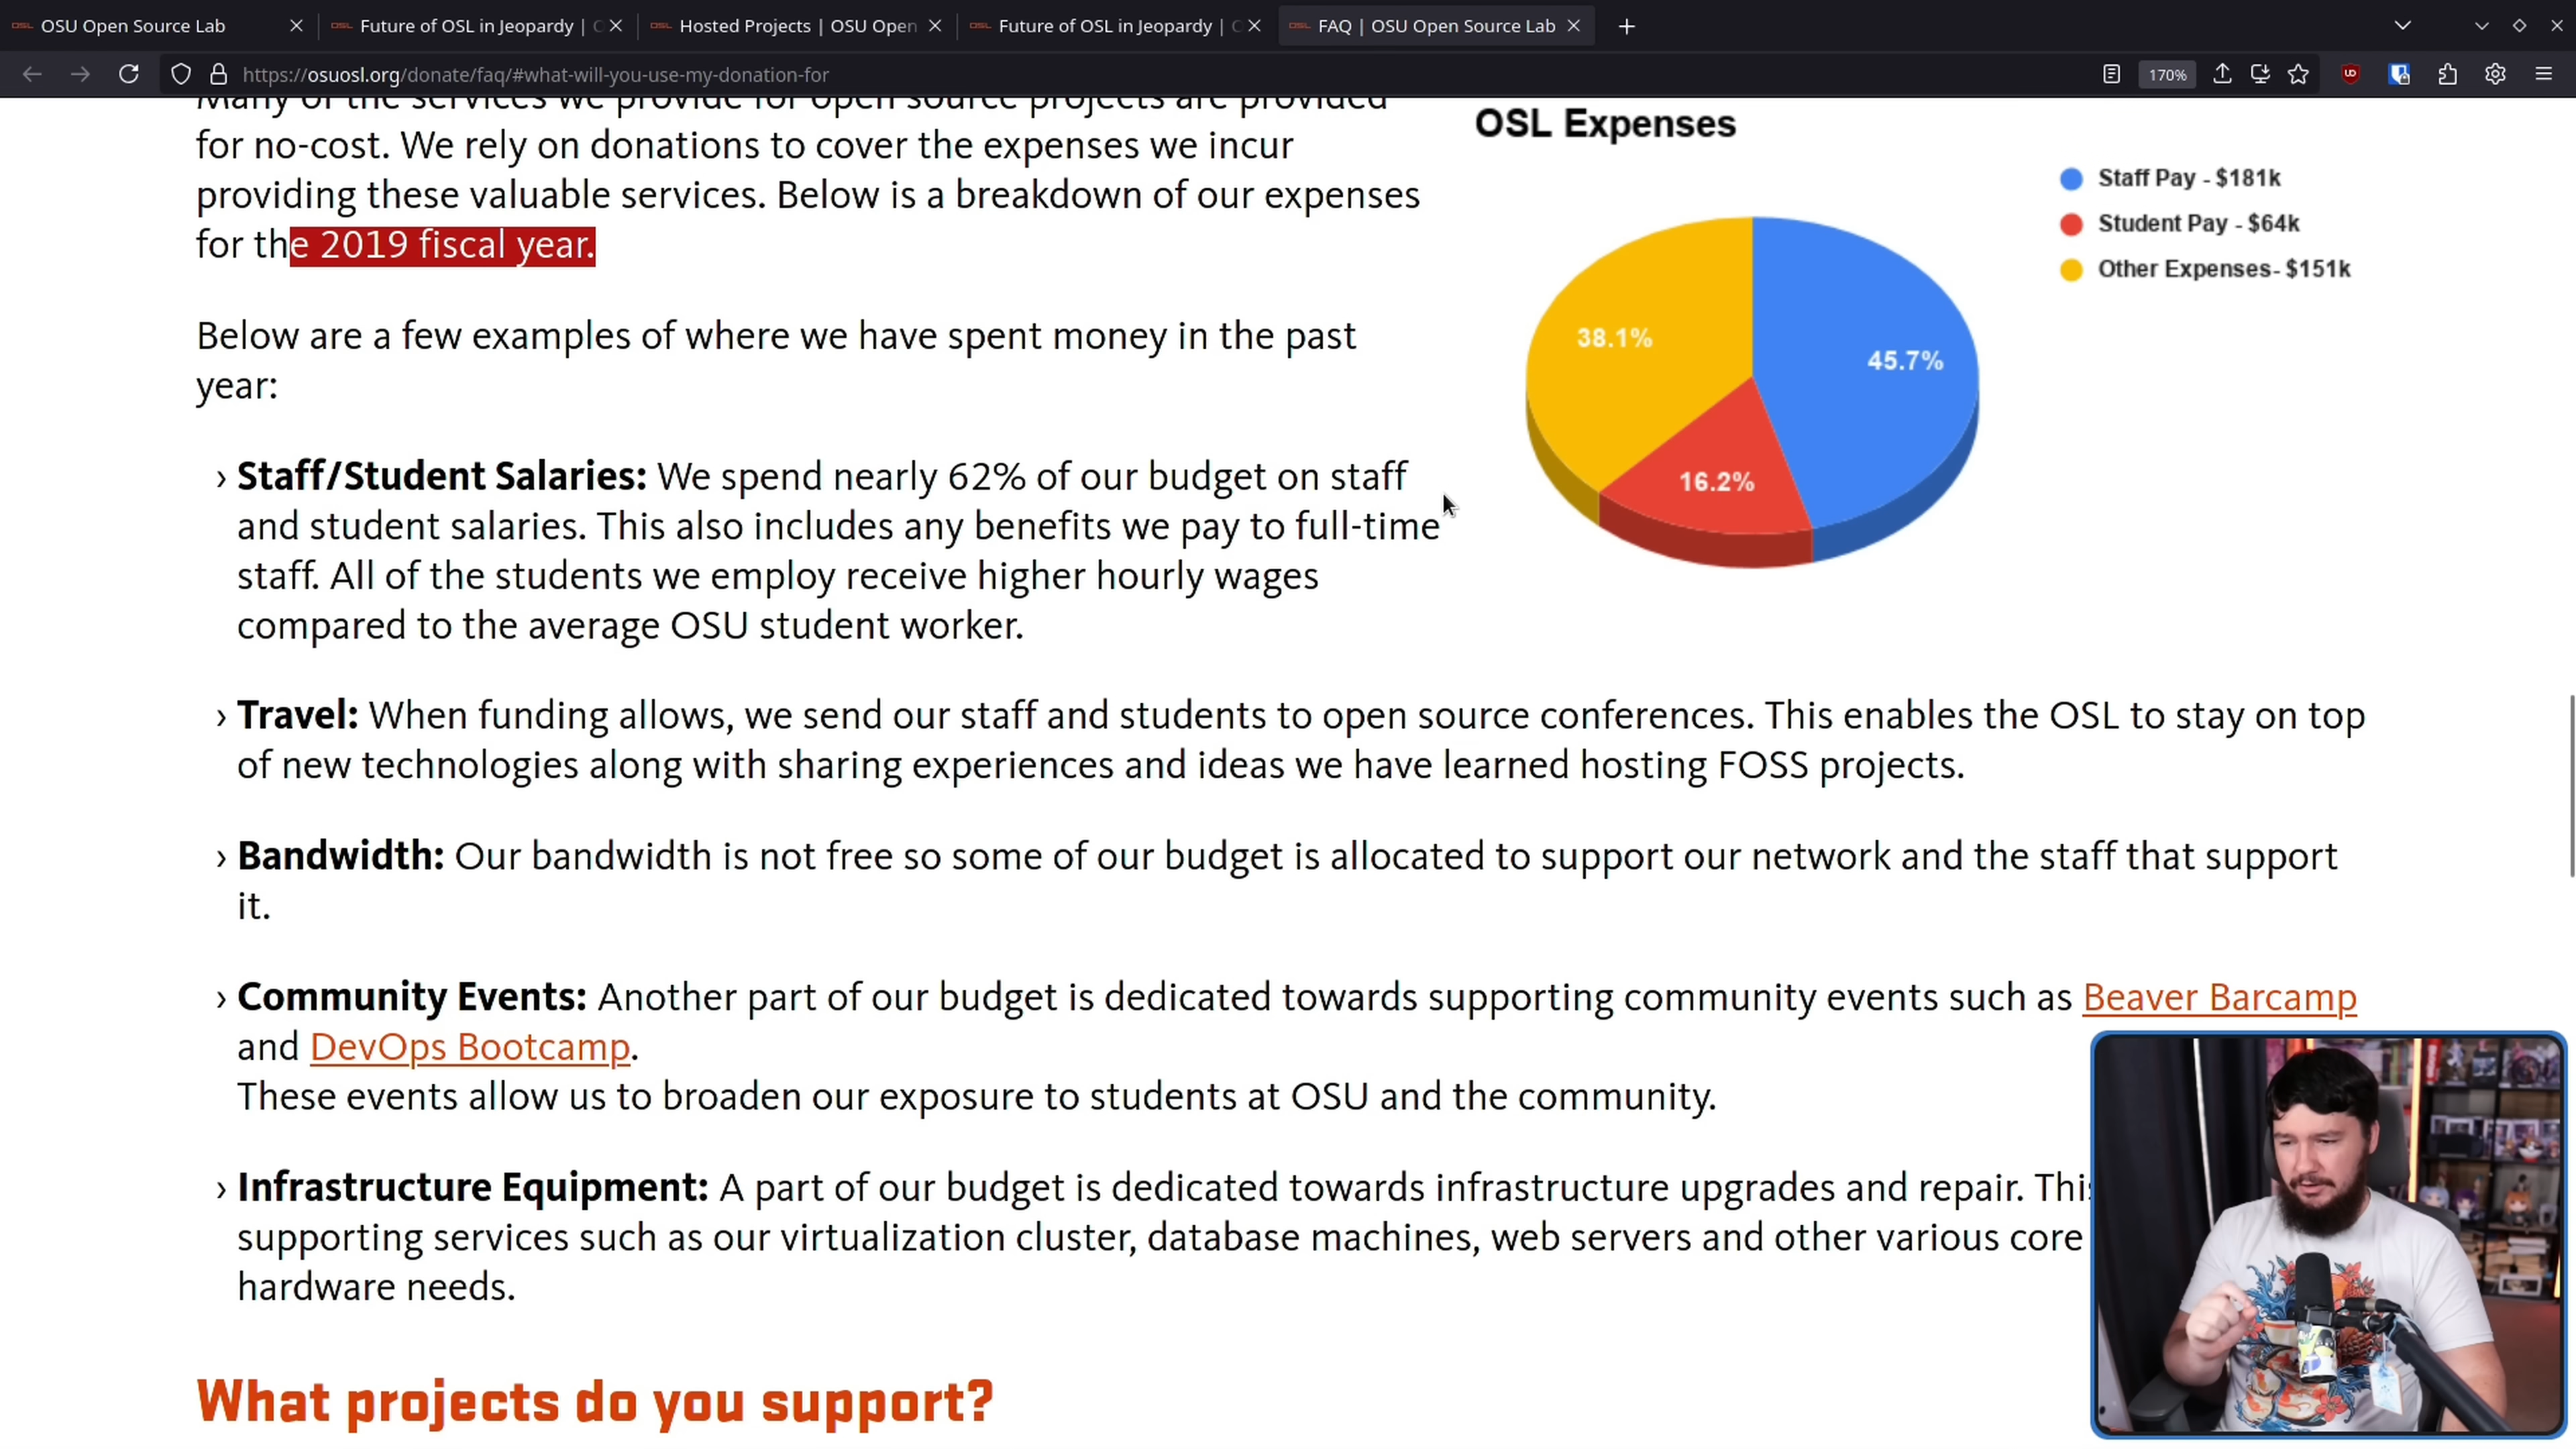 OSU Open Source Lab
Future of OSL in Jeopardy |
Hosted Projects | OSU Open
Future of OSL in Jeopardy |
FAQ | OSU Open Source Lab
https://osuosl.org/donate/faq/#what-will-you-use-my-donation-for
170%
Many of the services we provide for open source projects are provided
for no-cost. We rely on donations to cover the expenses we incur
providing these valuable services. Below is a breakdown of our expenses
for the 2019 fiscal year.
OSL Expenses
Staff Pay - $181k
Student Pay - $64k
Other Expenses- $151k
38.1%
45.7%
16.2%
Below are a few examples of where we have spent money in the past
year:
› Staff/Student Salaries: We spend nearly 62% of our budget on staff
and student salaries. This also includes any benefits we pay to full-time
staff. All of the students we employ receive higher hourly wages
compared to the average OSU student worker.
› Travel: When funding allows, we send our staff and students to open source conferences. This enables the OSL to stay on top
of new technologies along with sharing experiences and ideas we have learned hosting FOSS projects.
› Bandwidth: Our bandwidth is not free so some of our budget is allocated to support our network and the staff that support
it.
› Community Events: Another part of our budget is dedicated towards supporting community events such as Beaver Barcamp
and DevOps Bootcamp.
These events allow us to broaden our exposure to students at OSU and the community.
› Infrastructure Equipment: A part of our budget is dedicated towards infrastructure upgrades and repair.
supporting services such as our virtualization cluster, database machines, web servers and other various core
hardware needs.
What projects do you support?